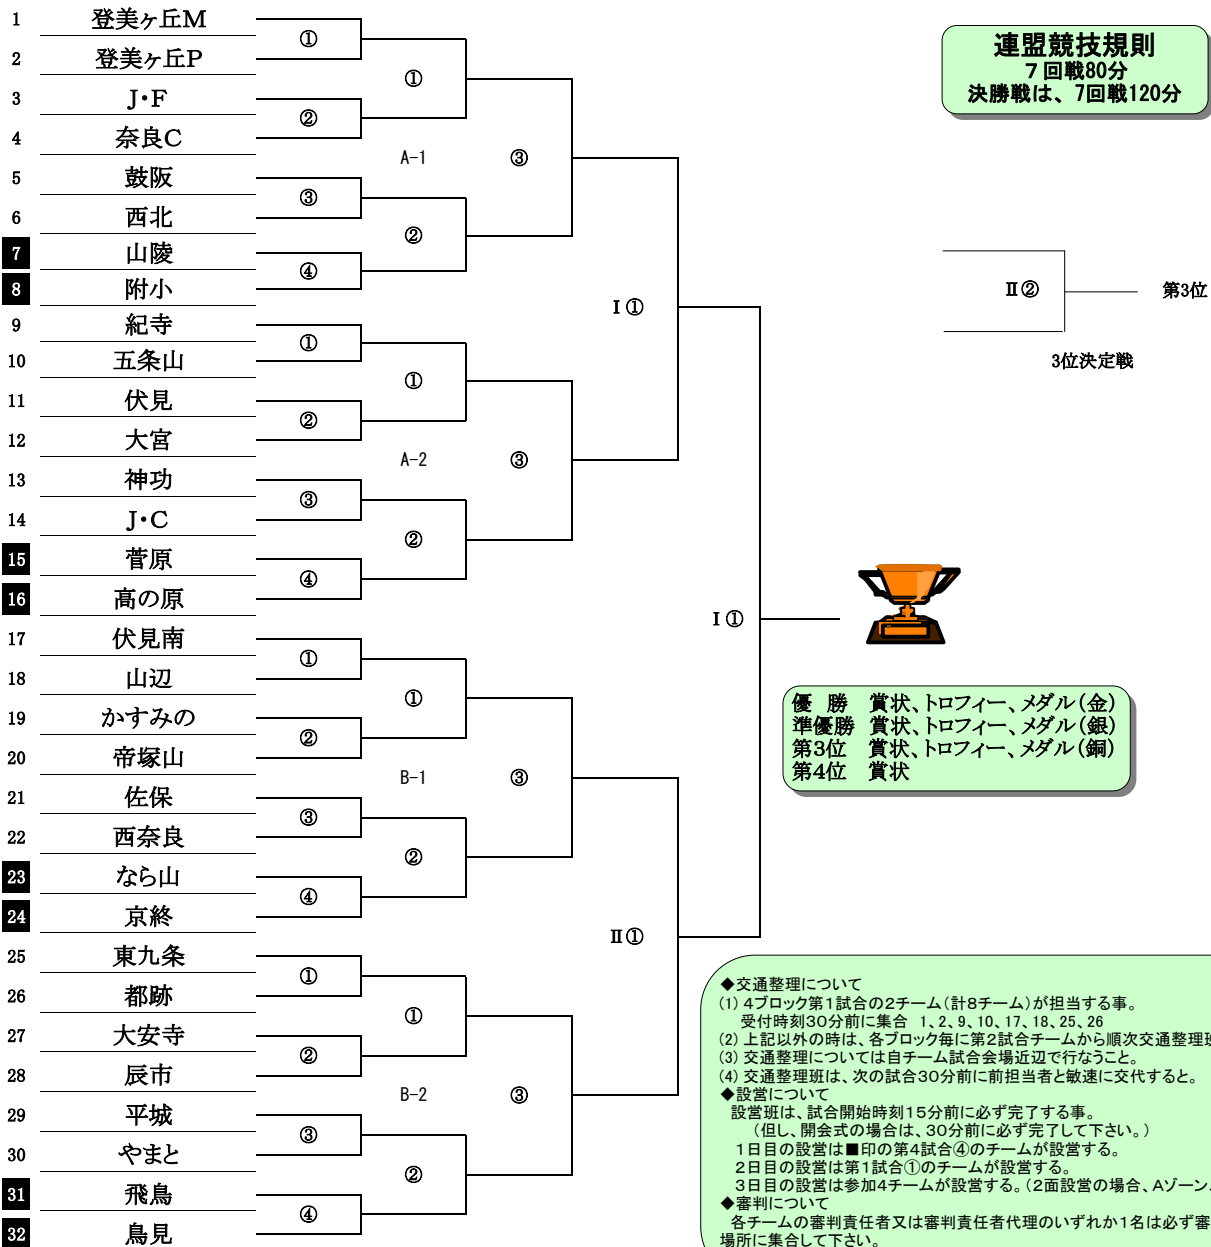 連盟競技規則
7回戦80分
決勝戦は、7回戦120分
1 登美ヶ丘M
2 登美ヶ丘P
3 J・F
4 奈良C
5 鼓阪
6 西北
7 山陵
8 附小
9 紀寺
10 五条山
11 伏見
12 大宮
13 神功
14 J・C
15 菅原
16 高の原
17 伏見南
18 山辺
19 かすみの
20 帝塚山
21 佐保
22 西奈良
23 なら山
24 京終
25 東九条
26 都跡
27 大安寺
28 辰市
29 平城
30 やまと
31 飛鳥
32 鳥見
①
②
③
④
①
②
③
④
①
②
③
④
①
②
③
④
①
A-1
②
①
A-2
②
①
B-1
②
①
B-2
②
③
③
③
③
Ⅰ①
Ⅱ①
Ⅰ①
Ⅱ②
第3位
3位決定戦
優 勝 賞状、トロフィー、メダル(金)
準優勝 賞状、トロフィー、メダル(銀)
第3位 賞状、トロフィー、メダル(銅)
第4位 賞状
◆交通整理について
(1) 4ブロック第1試合の2チーム(計8チーム)が担当する事。
受付時刻30分前に集合 1、2、9、10、17、18、25、26
(2) 上記以外の時は、各ブロック毎に第2試合チームから順次交通整理班
(3) 交通整理については自チーム試合会場近辺で行なうこと。
(4) 交通整理班は、次の試合30分前に前担当者と敏速に交代すると。
◆設営について
設営班は、試合開始時刻15分前に必ず完了する事。
(但し、開会式の場合は、30分前に必ず完了して下さい。)
1日目の設営は■印の第4試合④のチームが設営する。
2日目の設営は第1試合①のチームが設営する。
3日目の設営は参加4チームが設営する。(2面設営の場合、Aゾーン
◆審判について
各チームの審判責任者又は審判責任者代理のいずれか1名は必ず審
場所に集合して下さい。